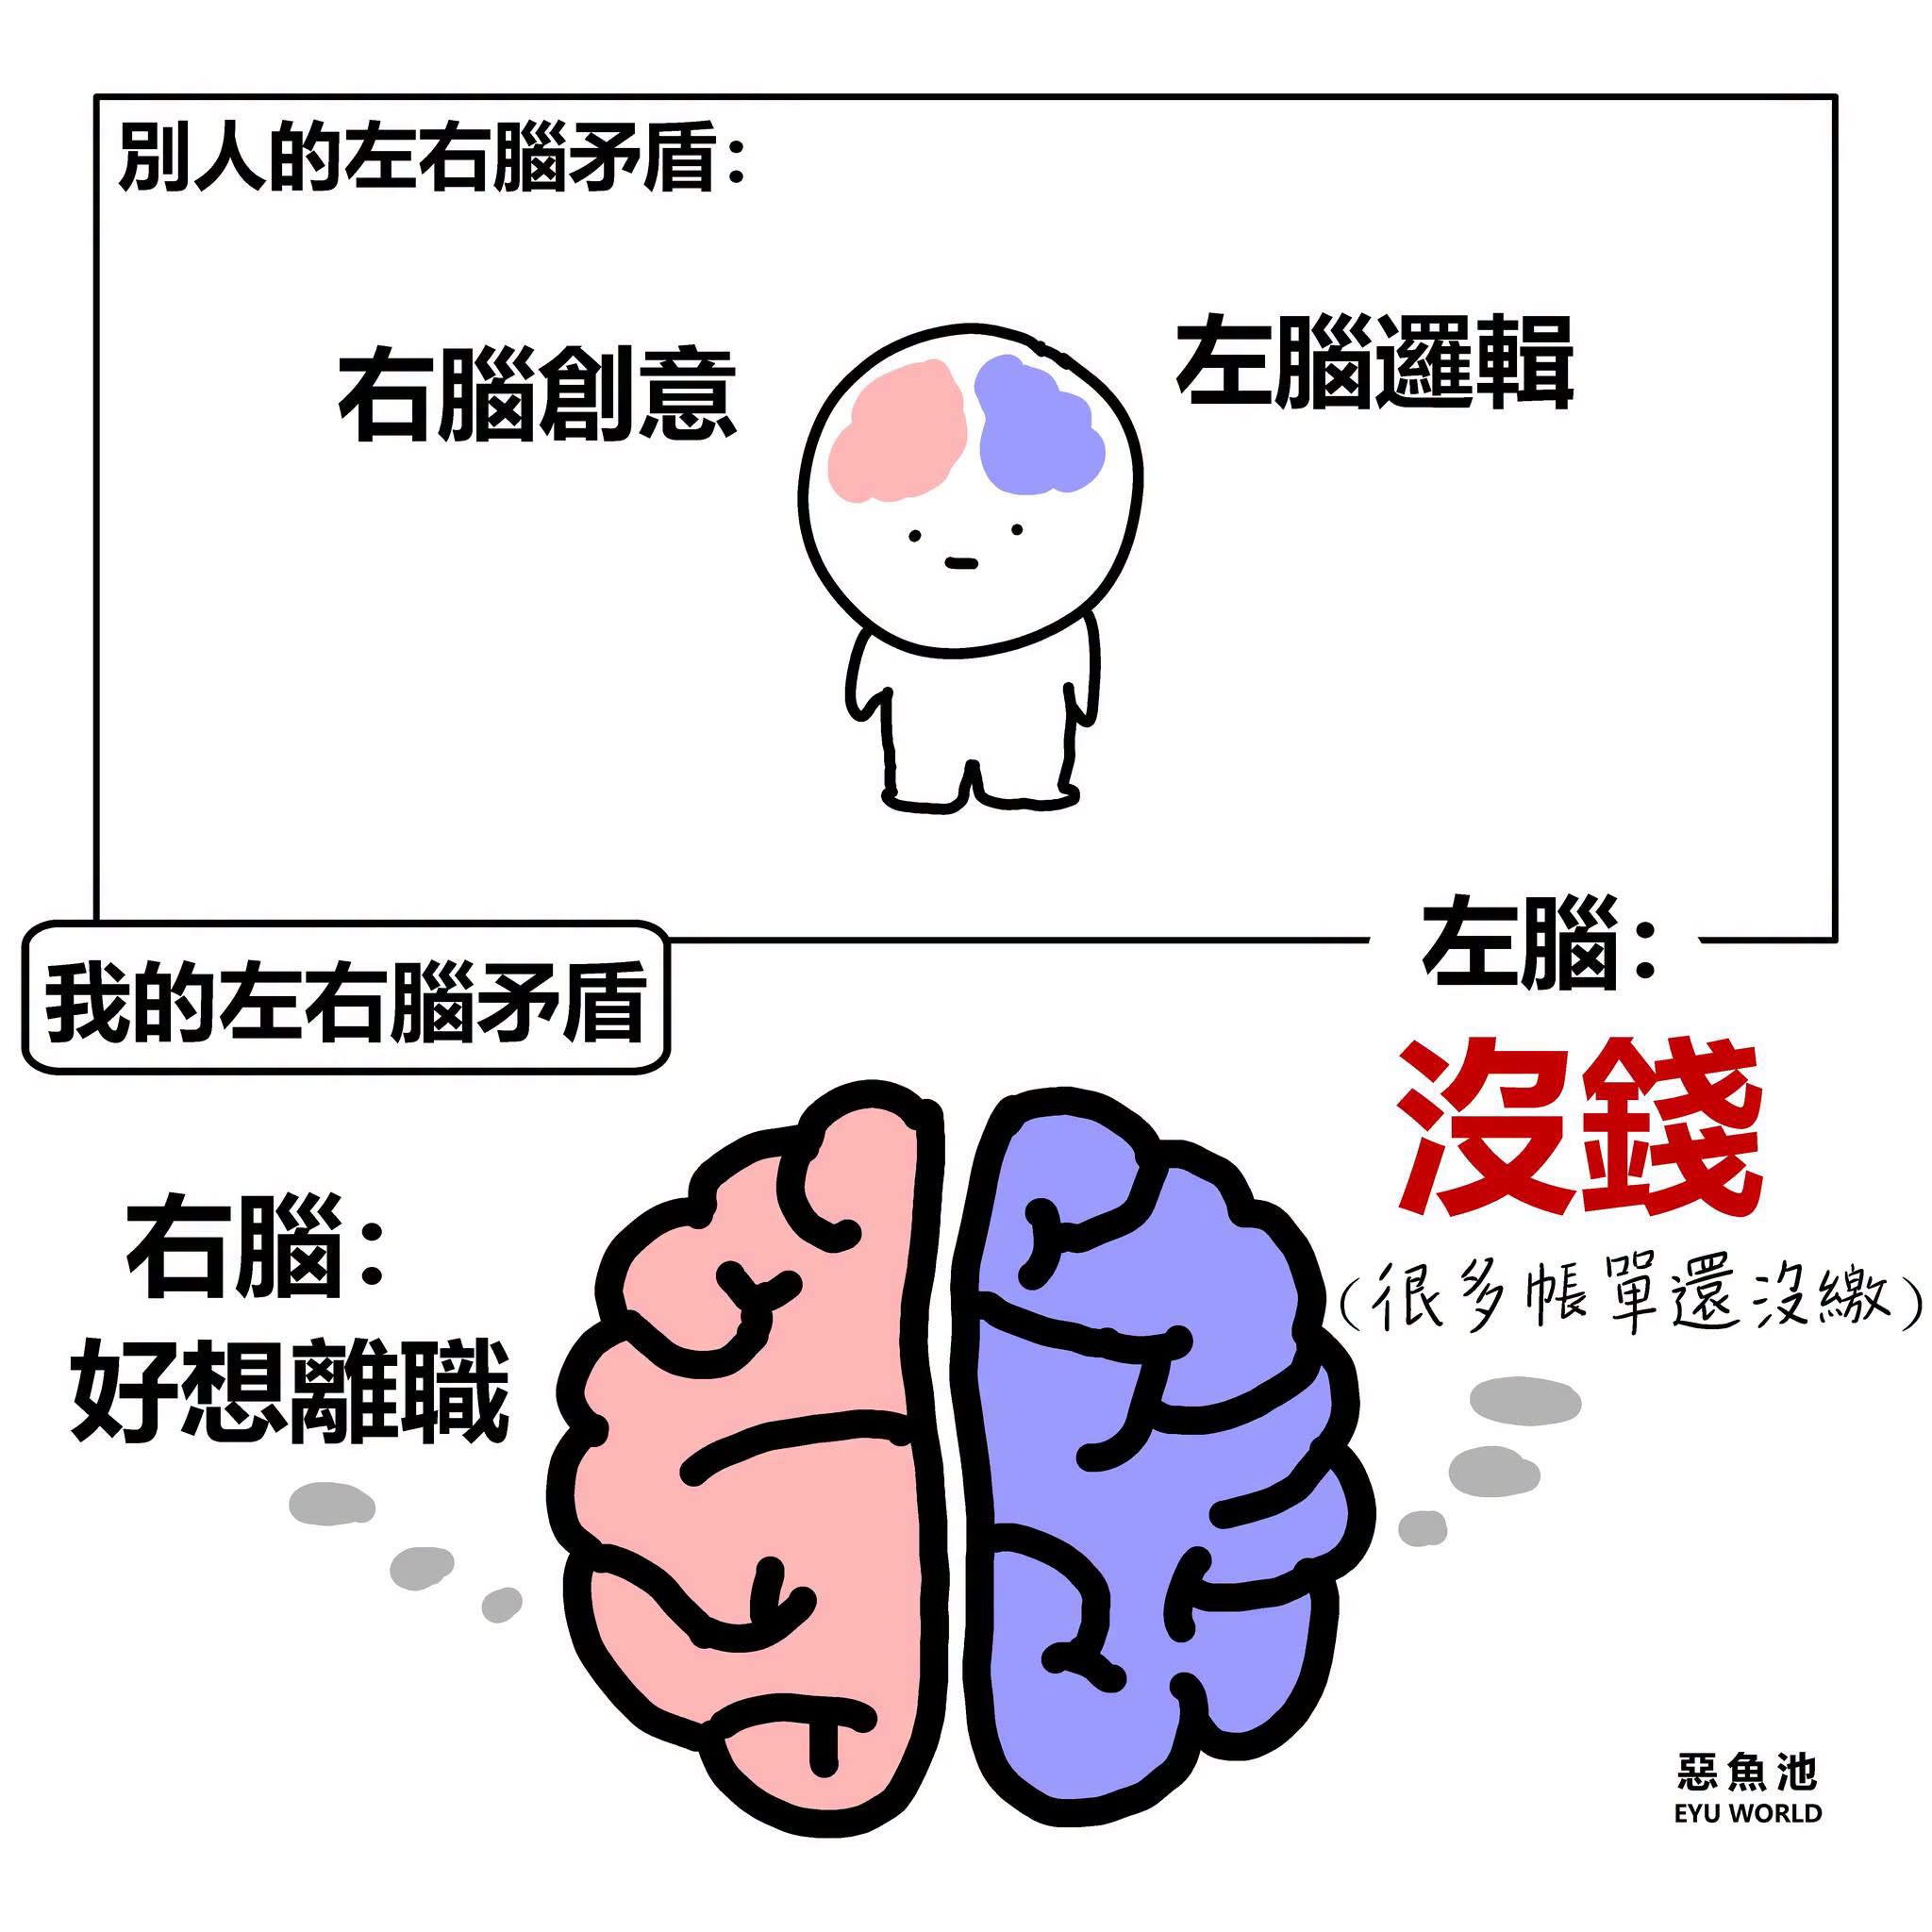 別人的左右腦矛盾:
右腦創意
左腦邏輯
我的左右腦矛盾
左腦:
沒錢
(很多帳單還沒繳)
右腦:
好想離職
惡魚池
EYU WORLD